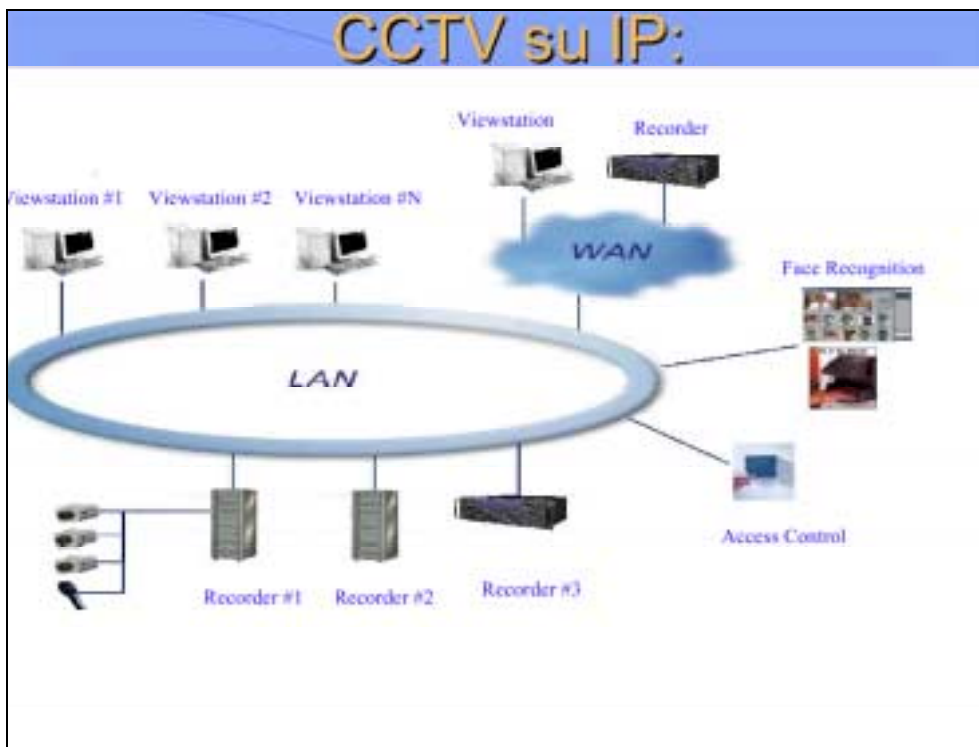 CCTV su IP:
Viewstation
Recorder
Viewstation #1
Viewstation #2
Viewstation #N
WAN
Face Recognition
LAN
Access Control
Recorder #1
Recorder #2
Recorder #3